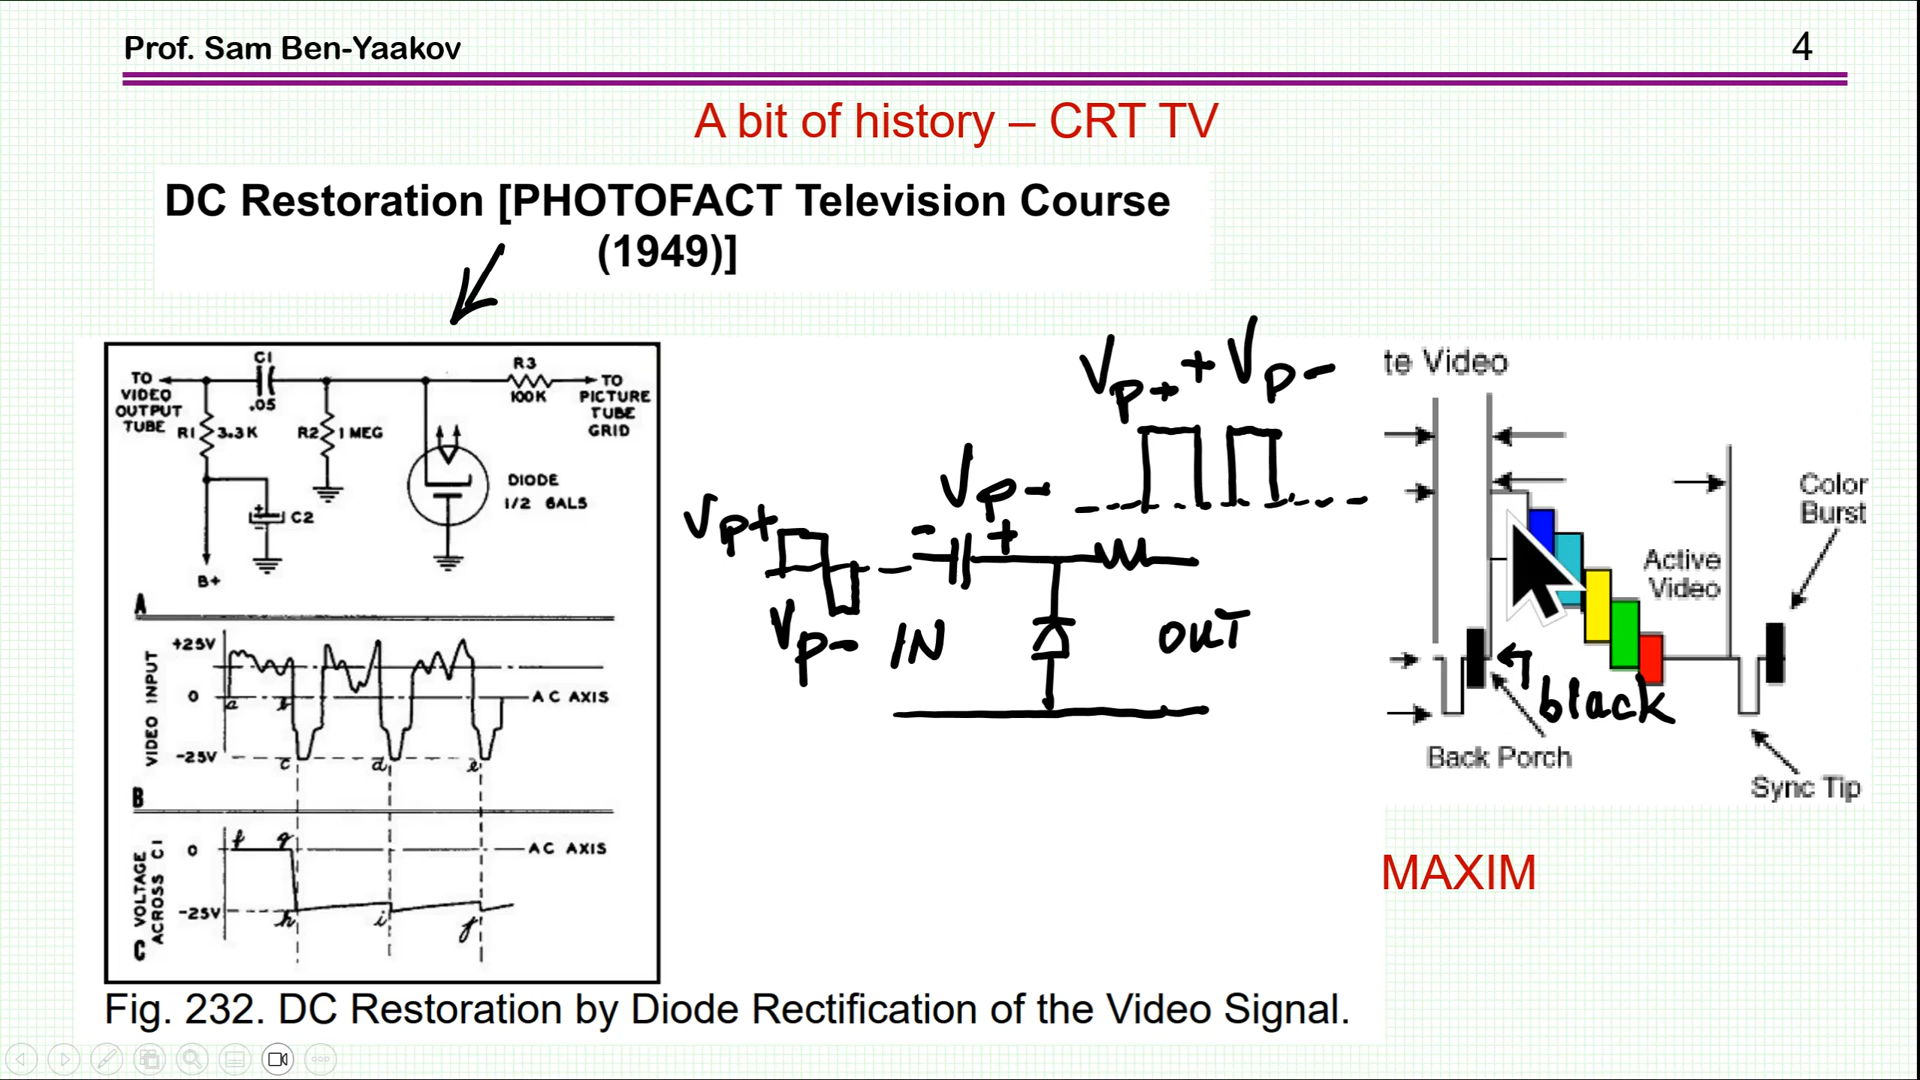 Prof. Sam Ben-Yaakov
4
A bit of history – CRT TV
DC Restoration [PHOTOFACT Television Course
(1949)]
TO
VIDEO
OUTPUT
TUBE
C1
.05
R1
3.3K
R2
1 MEG
R3
100K
TO
PICTURE
TUBE
GRID
DIODE
1/2 6AL5
C2
B+
A
VIDEO INPUT
+25V
0
-25V
a
b
c
d
e
AC AXIS
B
VOLTAGE
ACROSS C1
0
-25V
f
g
h
i
j
AC AXIS
C
Vp+ + Vp-
Vp-
Vp+
- +
Vp-
IN
OUT
te Video
Color
Burst
Active
Video
black
Back Porch
Sync Tip
MAXIM
Fig. 232. DC Restoration by Diode Rectification of the Video Signal.